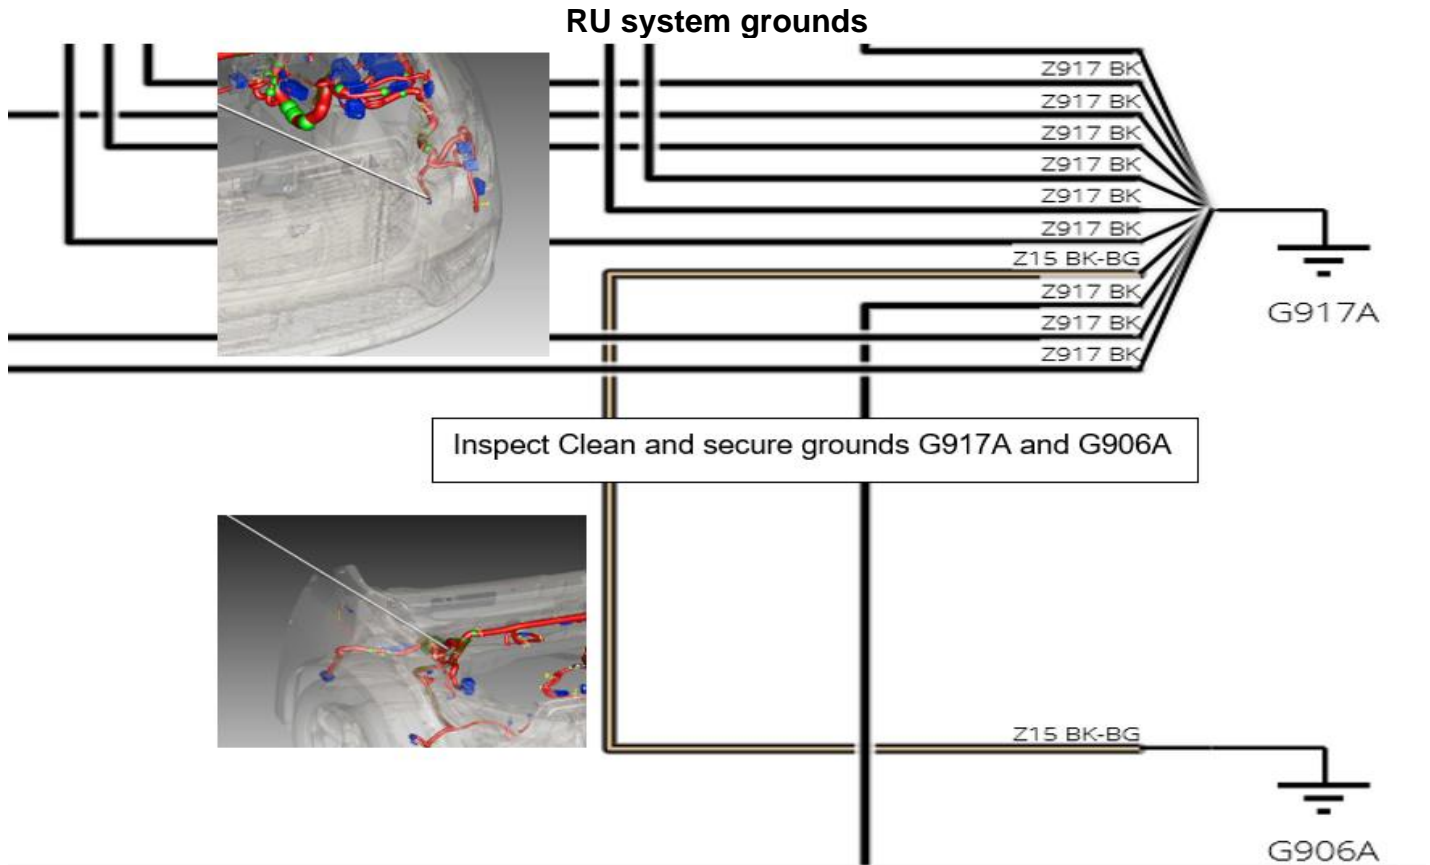 RU system grounds
Z917 BK
Z917 BK
Z917 BK
Z917 BK
Z917 BK
Z917 BK
Z15 BK-BG
Z917 BK
Z917 BK
Z917 BK
G917A
Inspect Clean and secure grounds G917A and G906A
Z15 BK-BG
G906A